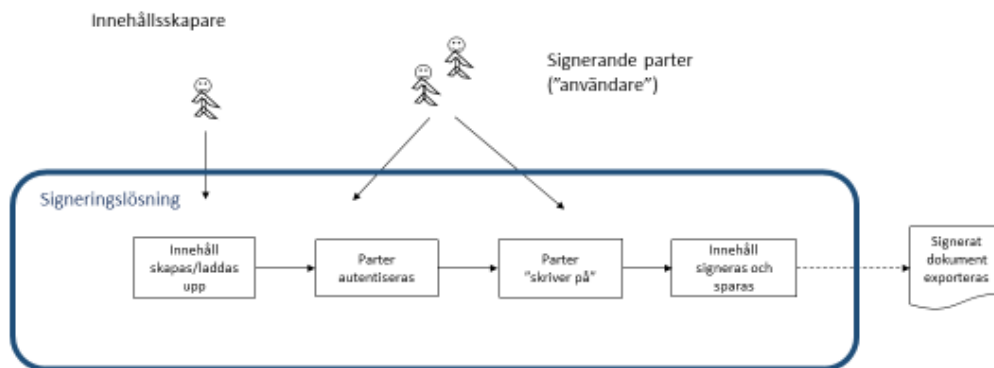 Innehållsskapare
Signerande parter
("användare")
Signeringslösning
Innehåll
skapas/laddas
upp
Parter
autentiseras
Parter
"skriver på"
Innehåll
signeras och
sparas
Signerat
dokument
exporteras